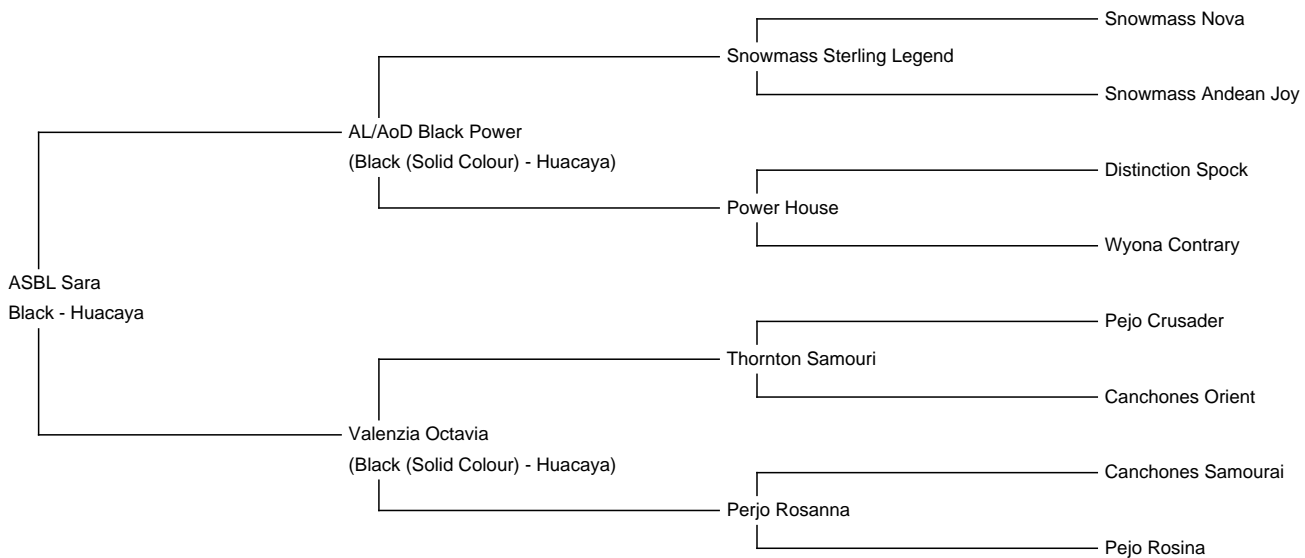 Snowmass Nova
Snowmass Sterling Legend
Snowmass Andean Joy
AL/AoD Black Power
(Black (Solid Colour) - Huacaya)
Distinction Spock
Power House
Wyona Contrary
ASBL Sara
Black - Huacaya
Pejo Crusader
Thornton Samouri
Canchones Orient
Valenzia Octavia
(Black (Solid Colour) - Huacaya)
Canchones Samourai
Perjo Rosanna
Pejo Rosina